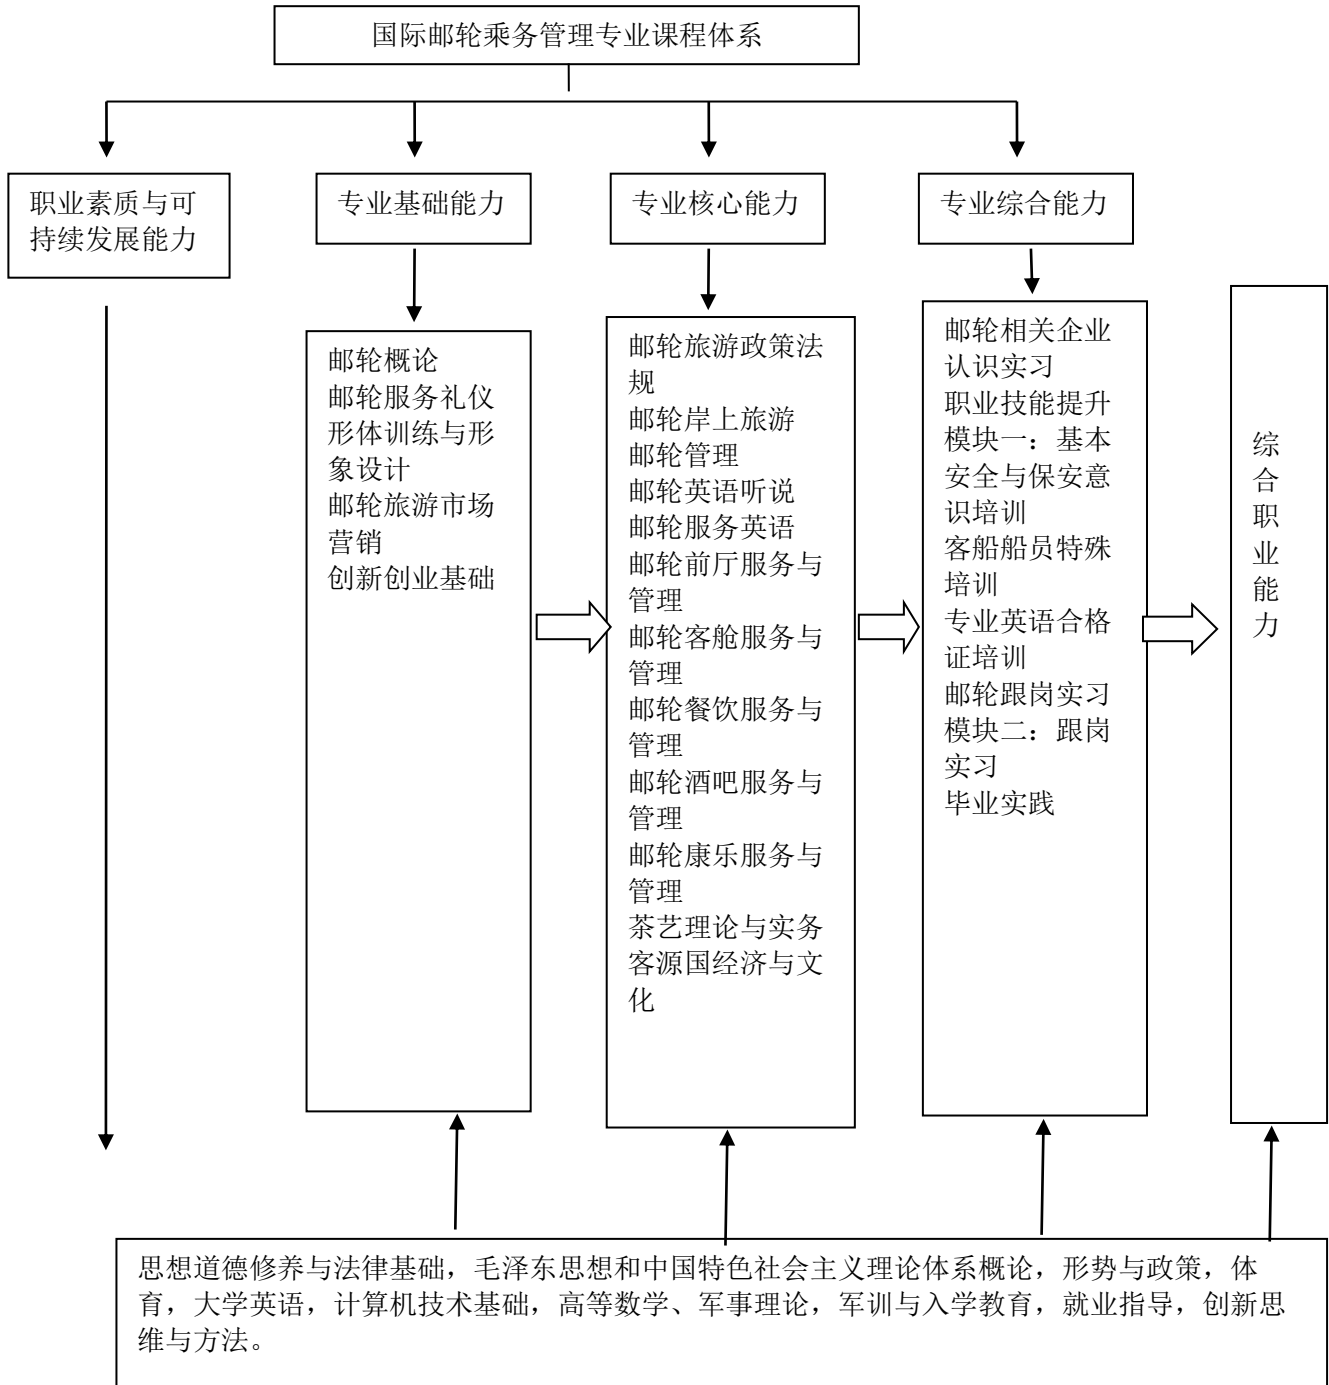 国际邮轮乘务管理专业课程体系
职业素质与可
持续发展能力
专业基础能力
专业核心能力
专业综合能力
邮轮概论
邮轮服务礼仪
形体训练与形
象设计
邮轮旅游市场
营销
创新创业基础
邮轮旅游政策法
规
邮轮岸上旅游
邮轮管理
邮轮英语听说
邮轮服务英语
邮轮前厅服务与
管理
邮轮客舱服务与
管理
邮轮餐饮服务与
管理
邮轮酒吧服务与
管理
邮轮康乐服务与
管理
茶艺理论与实务
客源国经济与文
化
邮轮相关企业
认识实习
职业技能提升
模块一：基本
安全与保安意
识培训
客船船员特殊
培训
专业英语合格
证培训
邮轮跟岗实习
模块二：跟岗
实习
毕业实践
综
合
职
业
能
力
思想道德修养与法律基础，毛泽东思想和中国特色社会主义理论体系概论，形势与政策，体
育，大学英语，计算机技术基础，高等数学、军事理论，军训与入学教育，就业指导，创新思
维与方法。